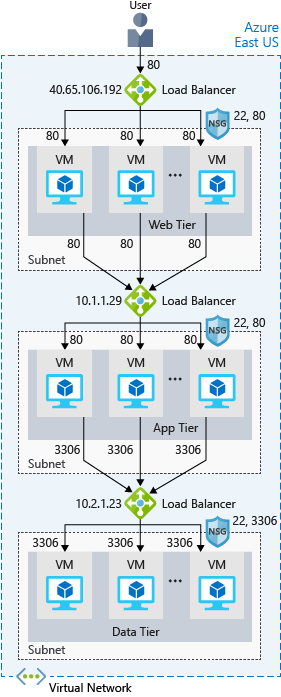 User
Azure
East US
80
40.65.106.192 Load Balancer
NSG 22, 80
80 80 80
VM VM ... VM
Web Tier
80 80 80
Subnet
10.1.1.29 Load Balancer
NSG 22, 80
80 80 80
VM VM ... VM
App Tier
3306 3306 3306
Subnet
10.2.1.23 Load Balancer
NSG 22, 3306
3306 3306 3306
VM VM ... VM
Data Tier
Subnet
Virtual Network